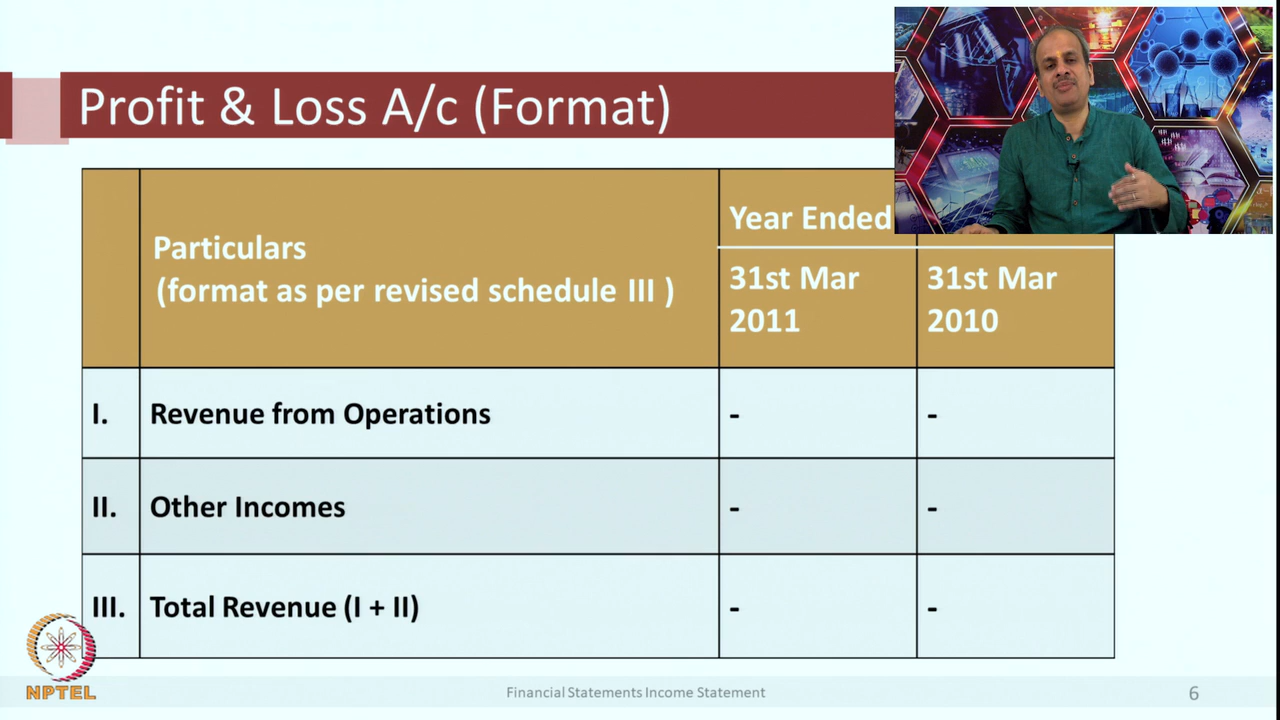 Profit & Loss A/c (Format)
Particulars
(format as per revised schedule III )
Year Ended
31st Mar
2011
31st Mar
2010
I.
Revenue from Operations
-
-
II.
Other Incomes
-
-
III.
Total Revenue (I + II)
-
-
NPTEL
Financial Statements Income Statement
6